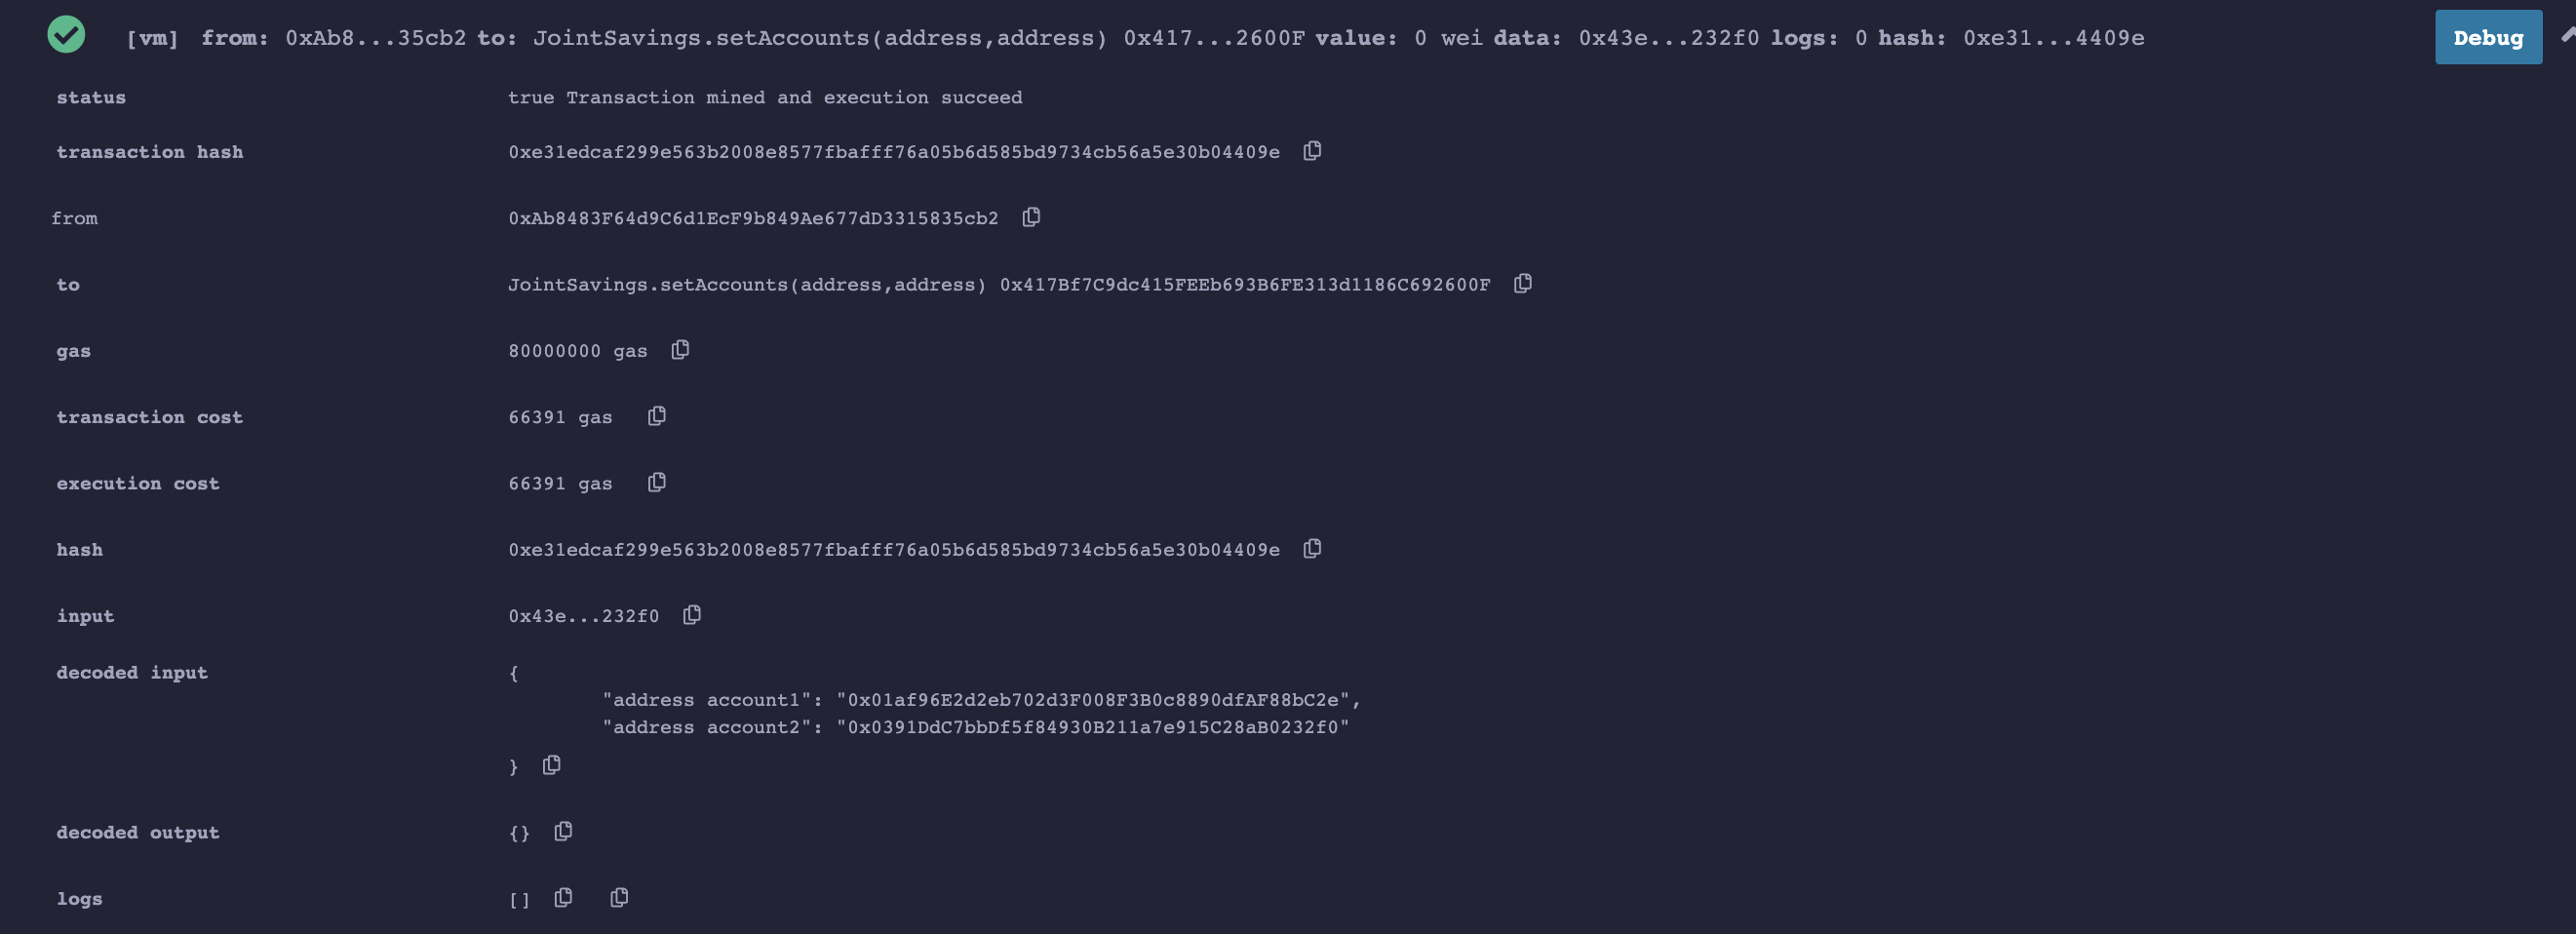 [vm] from: 0xAb8...35cb2 to: JointSavings.setAccounts(address,address) 0x417...2600F value: 0 wei data: 0x43e...232f0 logs: 0 hash: 0xe31...4409e Debug
status true Transaction mined and execution succeed
transaction hash 0xe31edcaf299e563b2008e8577fbafff76a05b6d585bd9734cb56a5e30b04409e
from 0xAb8483F64d9C6d1EcF9b849Ae677dD3315835cb2
to JointSavings.setAccounts(address,address) 0x417Bf7C9dc415FEEb693B6FE313d1186C692600F
gas 80000000 gas
transaction cost 66391 gas
execution cost 66391 gas
hash 0xe31edcaf299e563b2008e8577fbafff76a05b6d585bd9734cb56a5e30b04409e
input 0x43e...232f0
decoded input {
"address account1": "0x01af96E2d2eb702d3F008F3B0c8890dfAF88bC2e",
"address account2": "0x0391DdC7bbDf5f84930B211a7e915C28aB0232f0"
}
decoded output {}
logs []